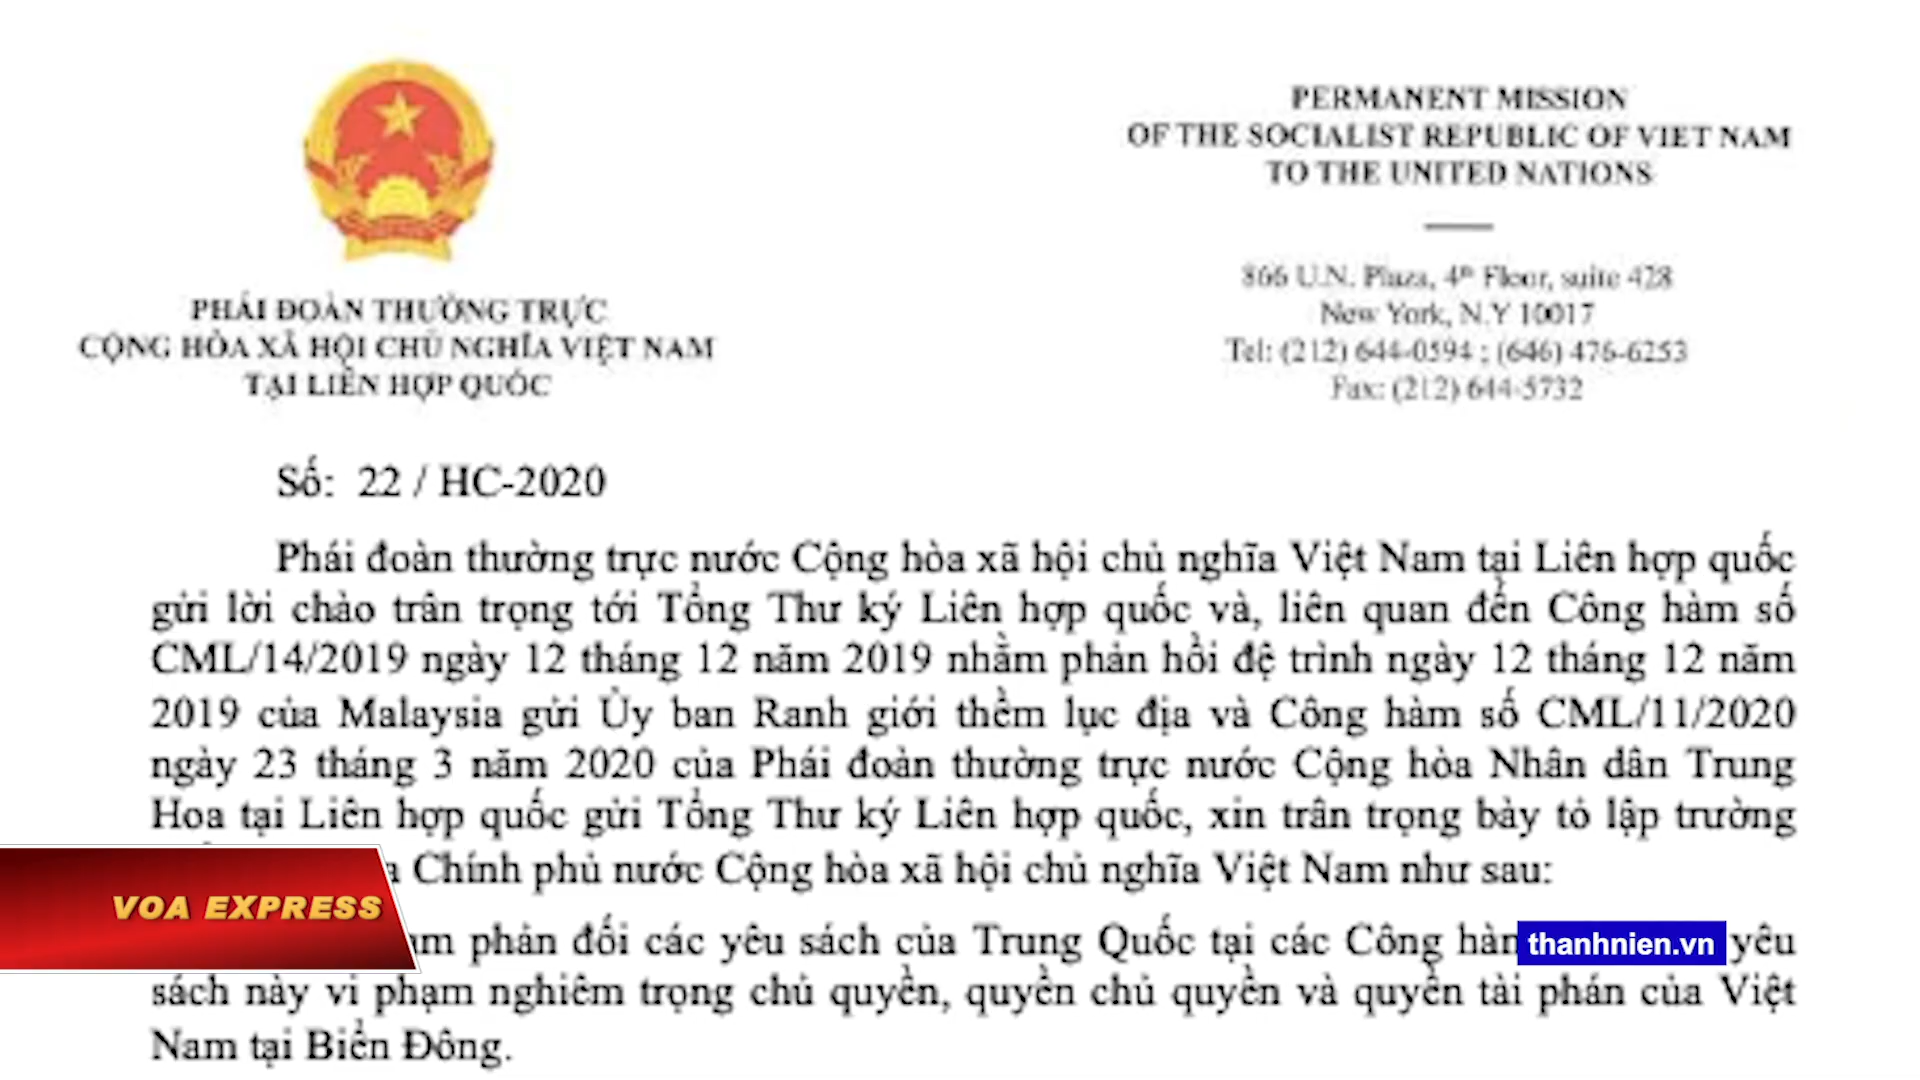 PHÁI ĐOÀN THƯỜNG TRỰC
CỘNG HÒA XÃ HỘI CHỦ NGHĨA VIỆT NAM
TẠI LIÊN HỢP QUỐC
PERMANENT MISSION
OF THE SOCIALIST REPUBLIC OF VIET NAM
TO THE UNITED NATIONS
866 U.N. Plaza, 4th Floor, suite 428
New York, N.Y 10017
Tel: (212) 644-0594 ; (646) 476-6253
Fax: (212) 644-5732
Số: 22 / HC-2020
Phái đoàn thường trực nước Cộng hòa xã hội chủ nghĩa Việt Nam tại Liên hợp quốc
gửi lời chào trân trọng tới Tổng Thư ký Liên hợp quốc và, liên quan đến Công hàm số
CML/14/2019 ngày 12 tháng 12 năm 2019 nhằm phản hồi đệ trình ngày 12 tháng 12 năm
2019 của Malaysia gửi Ủy ban Ranh giới thềm lục địa và Công hàm số CML/11/2020
ngày 23 tháng 3 năm 2020 của Phái đoàn thường trực nước Cộng hòa Nhân dân Trung
Hoa tại Liên hợp quốc gửi Tổng Thư ký Liên hợp quốc, xin trân trọng bày tỏ lập trường
Chính phủ nước Cộng hòa xã hội chủ nghĩa Việt Nam như sau:
VOA EXPRESS
phản đối các yêu sách của Trung Quốc tại các Công yêu
thanhnien.vn
sách này vi phạm nghiêm trọng chủ quyền, quyền chủ quyền và quyền tài phán của Việt
Nam tại Biển Đông.